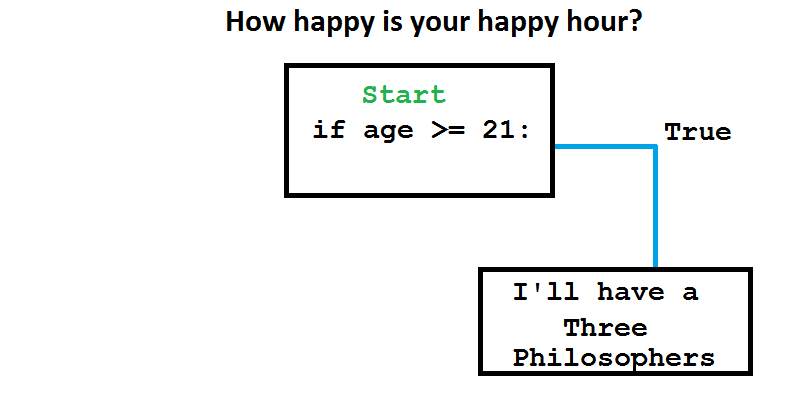 How happy is your happy hour?
Start
if age >= 21:
True
I'll have a
Three
Philosophers